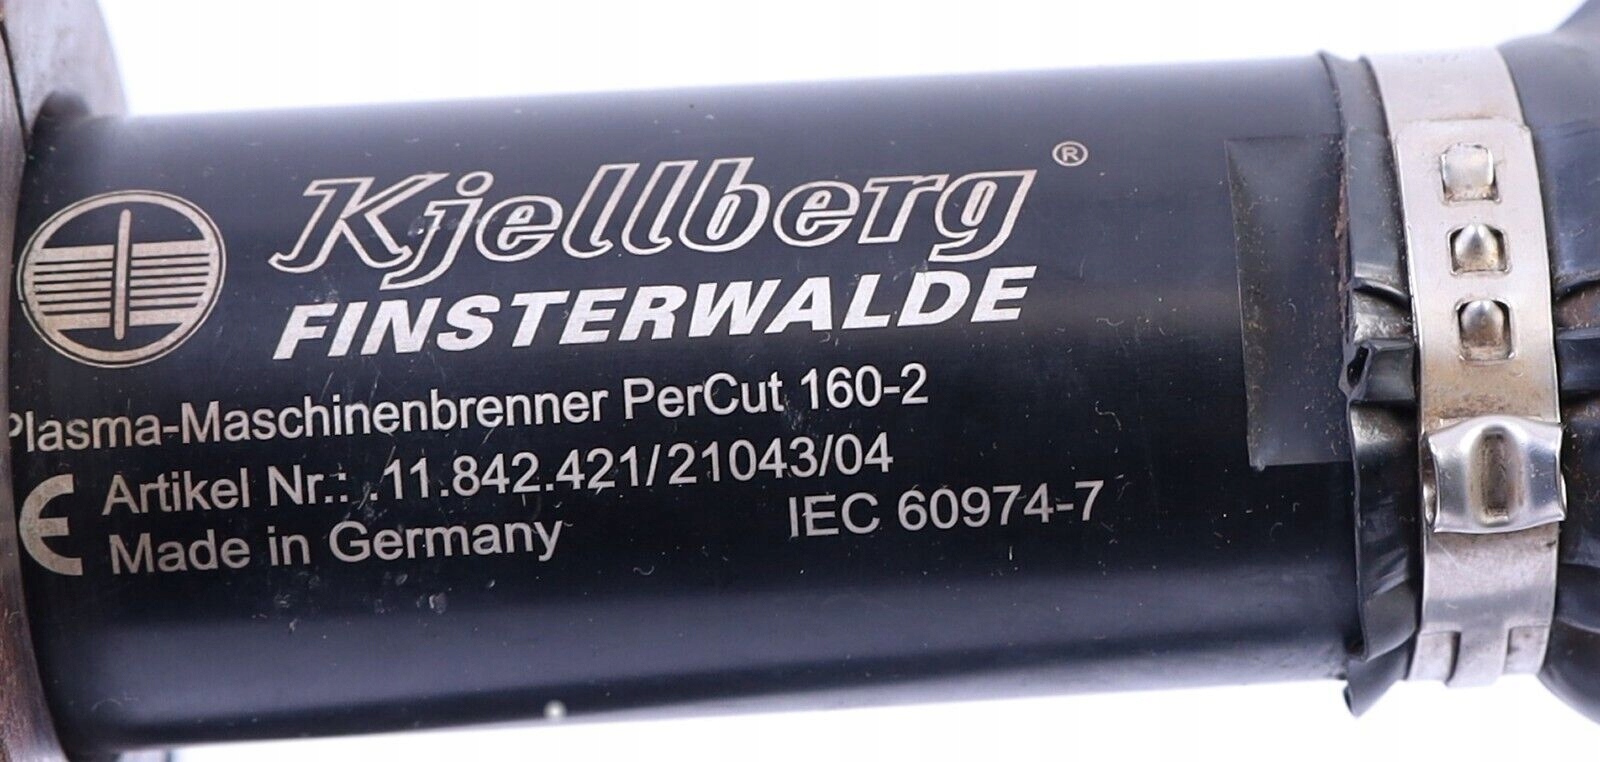 Kjellberg®
FINSTERWALDE
Plasma-Maschinenbrenner PerCut 160-2
CE Artikel Nr.: .11.842.421/21043/04
Made in Germany IEC 60974-7